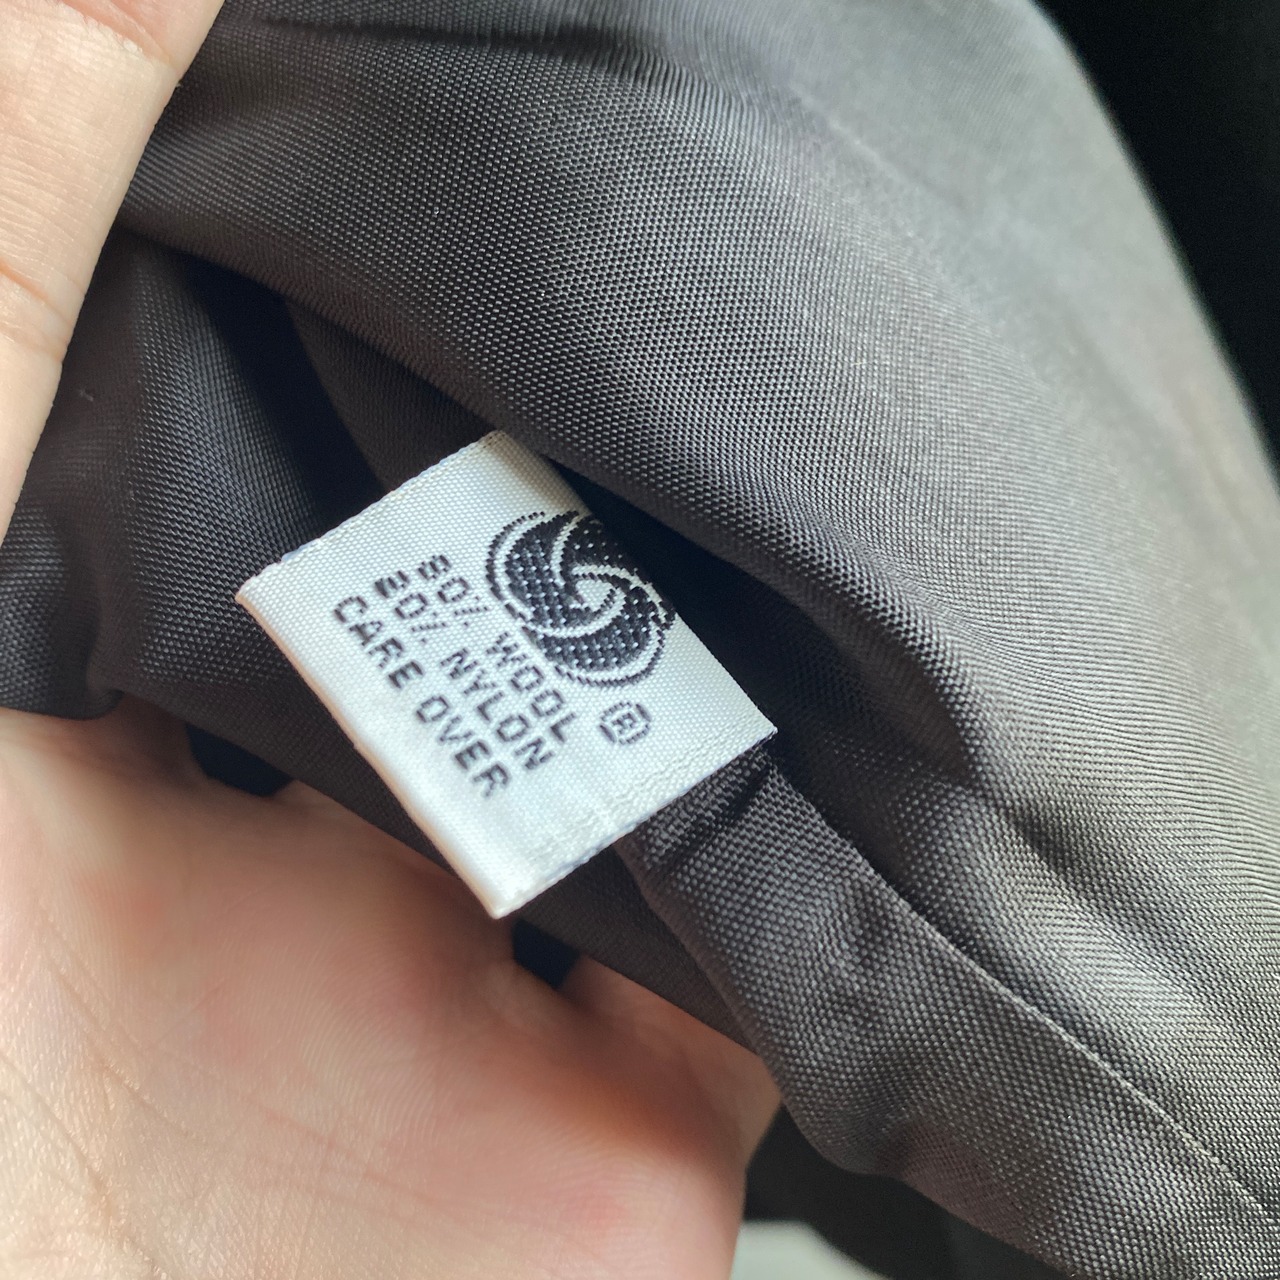 ®
80% WOOL
20% NYLON
CARE OVER